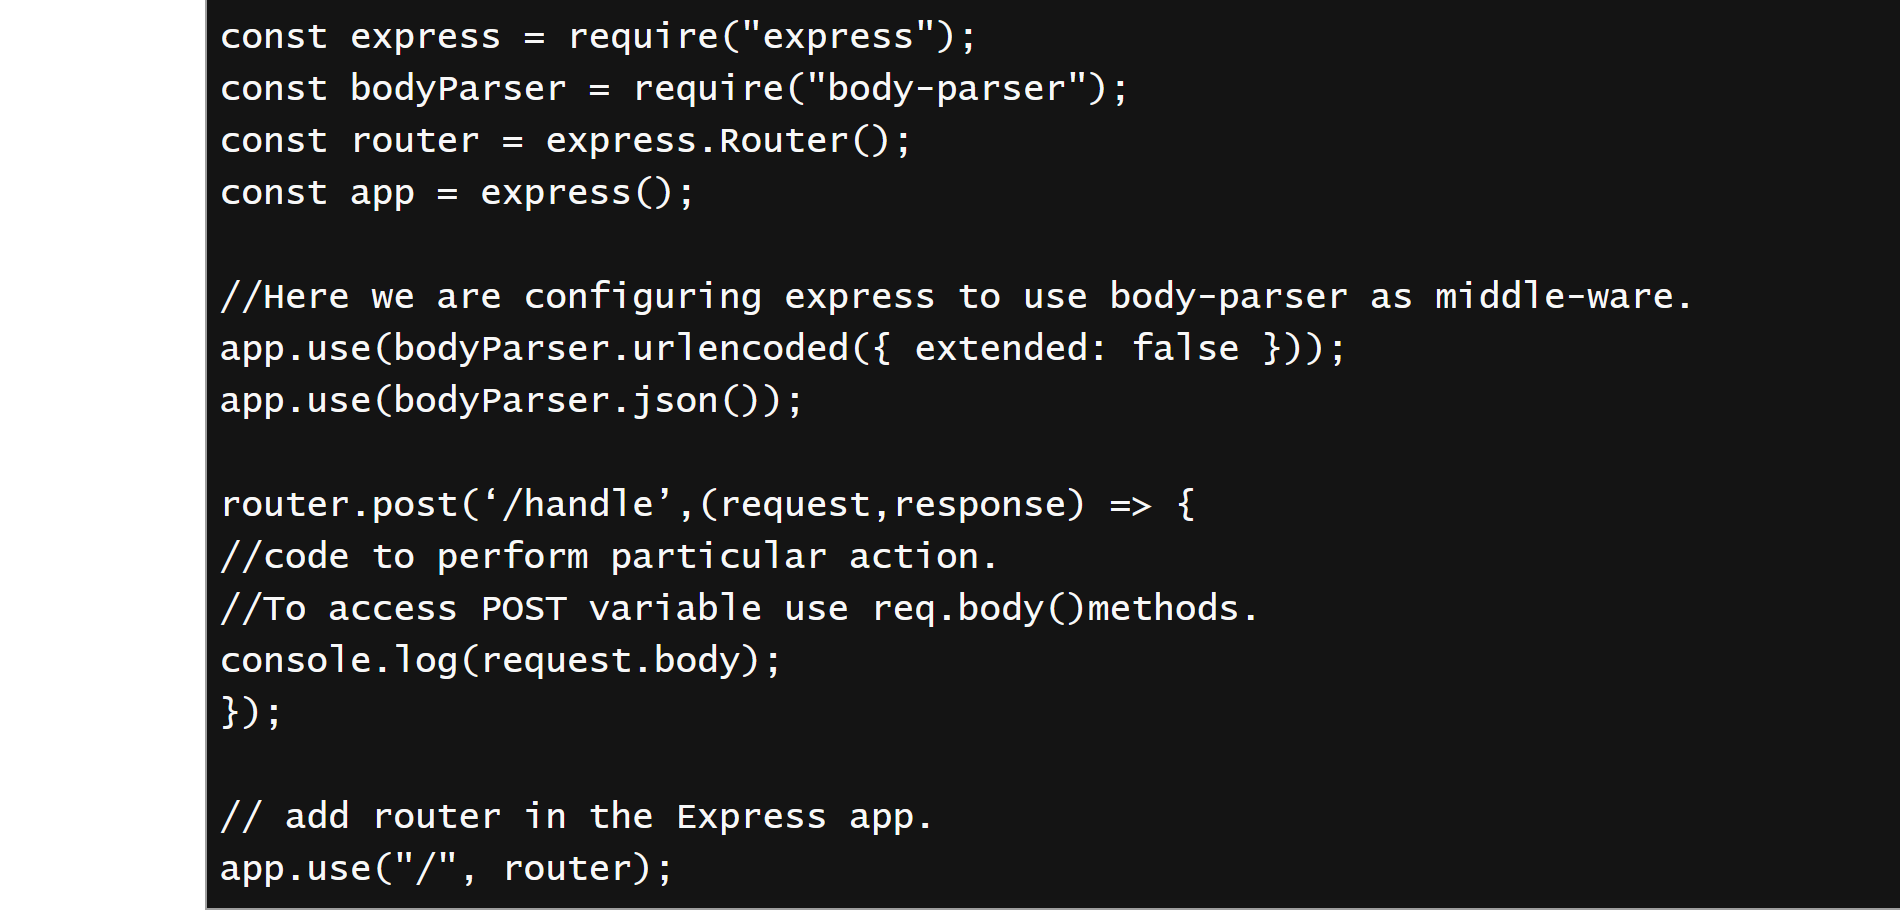 const express = require("express");
const bodyParser = require("body-parser");
const router = express.Router();
const app = express();
//Here we are configuring express to use body-parser as middle-ware.
app.use(bodyParser.urlencoded({ extended: false }));
app.use(bodyParser.json());
router.post(‘/handle’,(request,response) => {
//code to perform particular action.
//To access POST variable use req.body()methods.
console.log(request.body);
});
// add router in the Express app.
app.use("/", router);